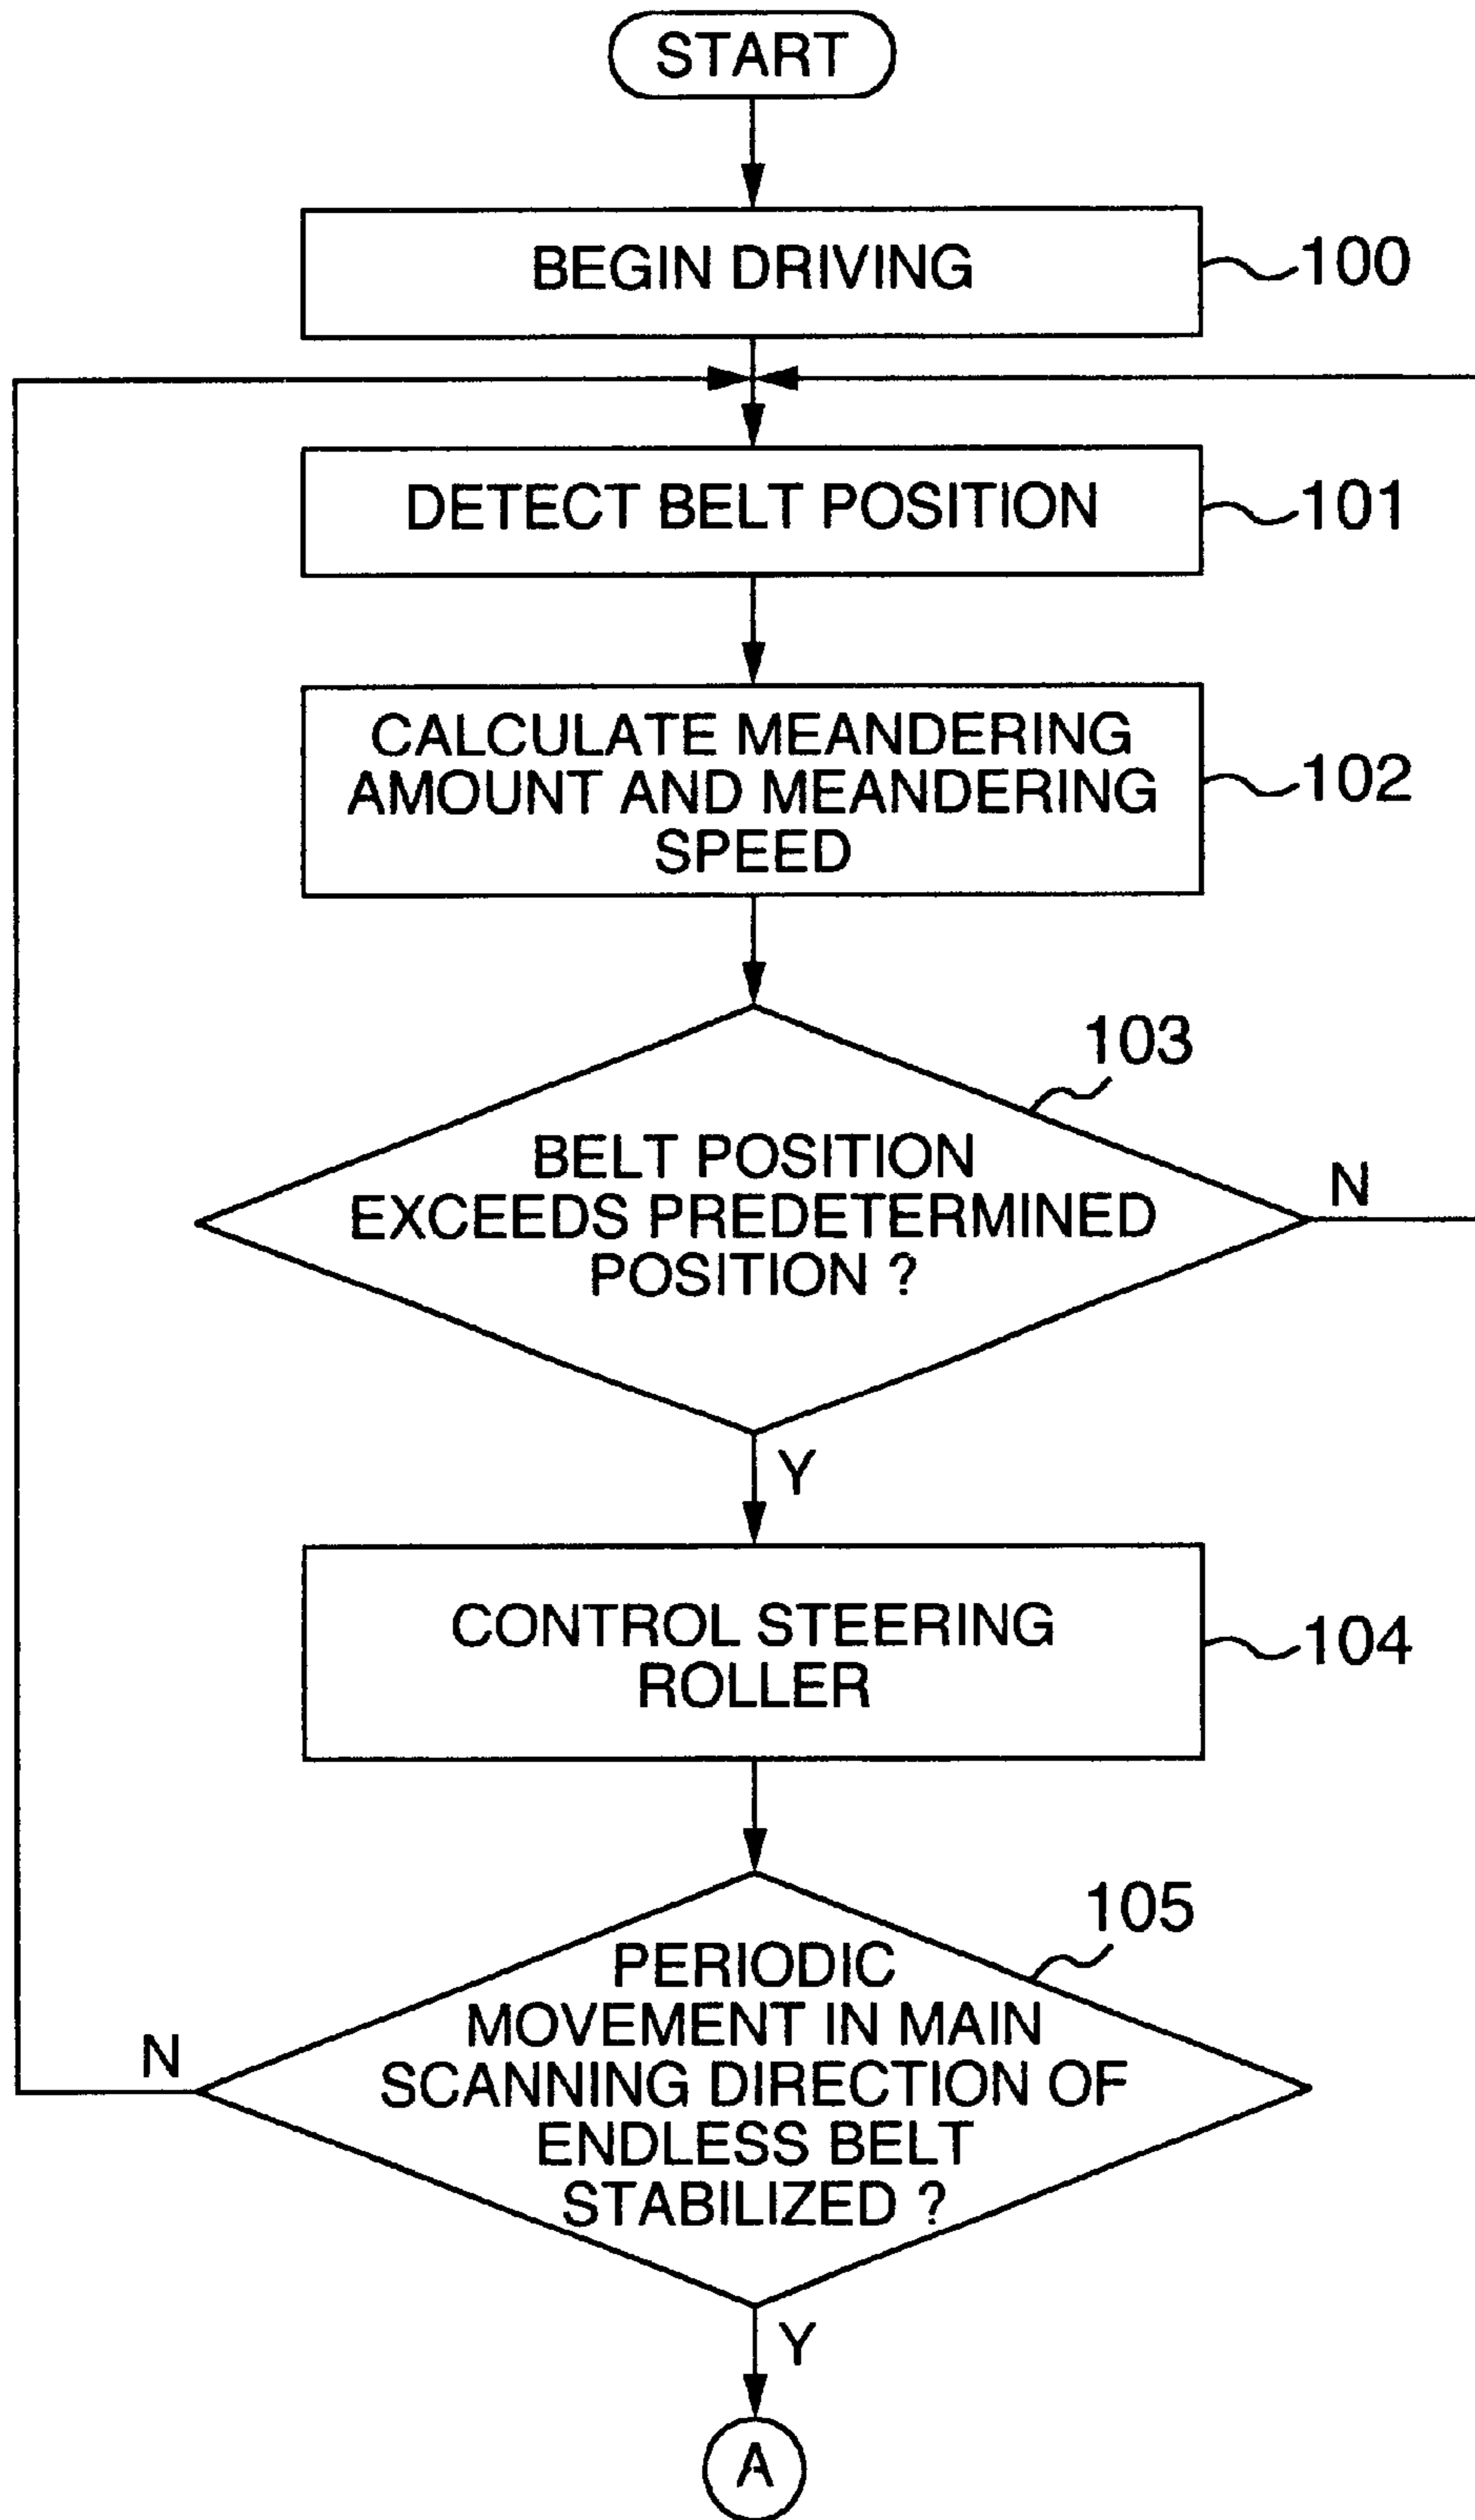 START
BEGIN DRIVING
100
DETECT BELT POSITION
101
CALCULATE MEANDERING
AMOUNT AND MEANDERING
SPEED
102
103
BELT POSITION
EXCEEDS PREDETERMINED
POSITION ?
N
Y
CONTROL STEERING
ROLLER
104
105
PERIODIC
MOVEMENT IN MAIN
SCANNING DIRECTION OF
ENDLESS BELT
STABILIZED ?
N
Y
A